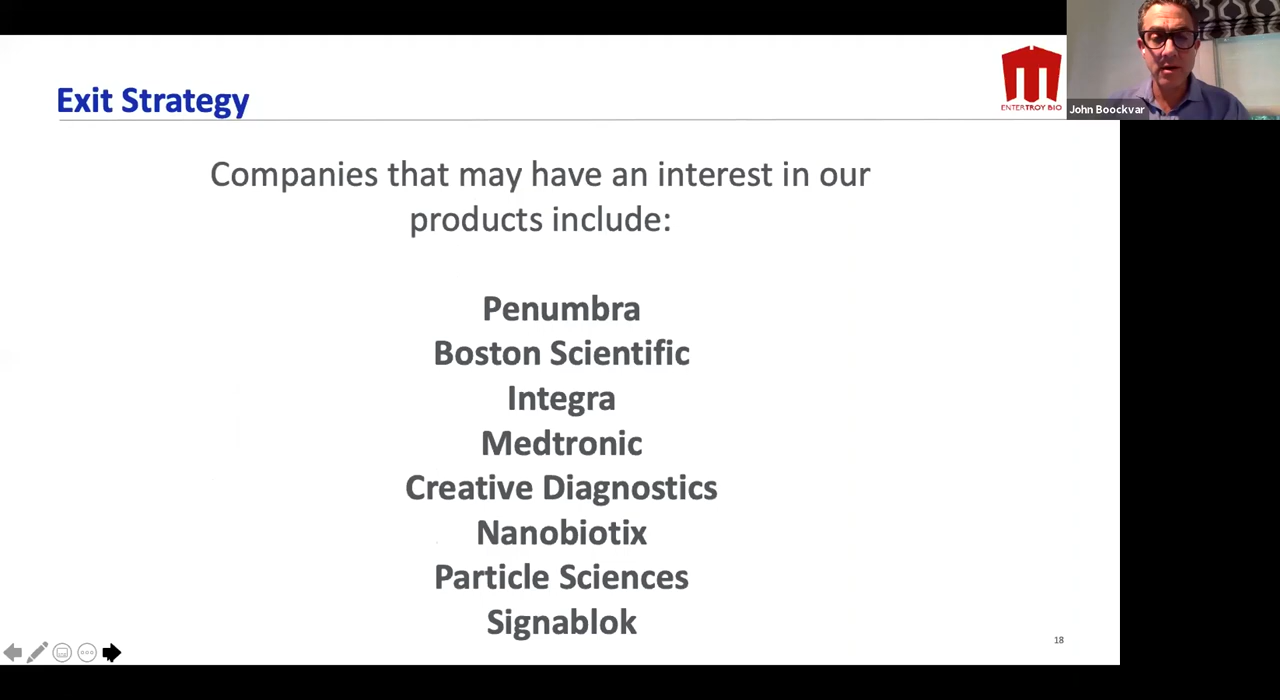 Exit Strategy
ENTERTROY BIO
John Boockvar
Companies that may have an interest in our
products include:
Penumbra
Boston Scientific
Integra
Medtronic
Creative Diagnostics
Nanobiotix
Particle Sciences
Signablok
18